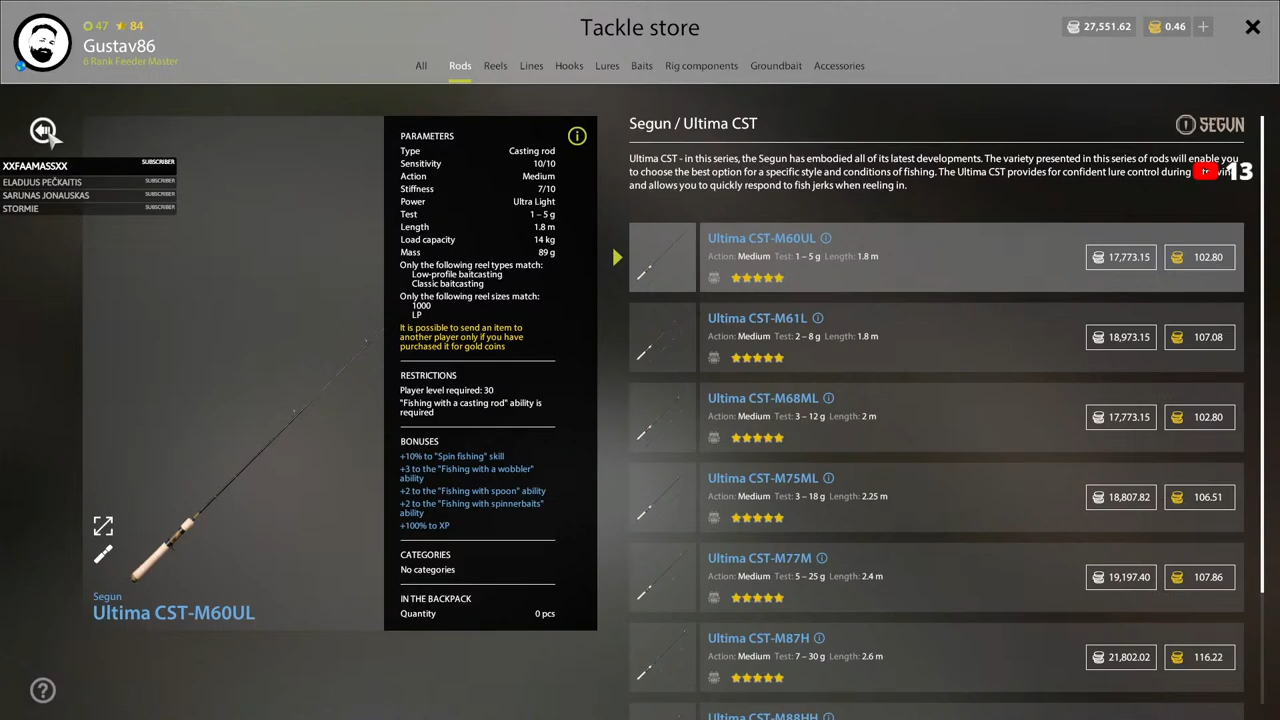 47 84
Gustav86
6 Rank Feeder Master
Tackle store
27,551.62 0.46 +
All Rods Reels Lines Hooks Lures Baits Rig components Groundbait Accessories
XXFAAMASSXX SUBSCRIBER
ELADIJUS PEČKAITIS SUBSCRIBER
SARUNAS JONAUSKAS SUBSCRIBER
STORMIE SUBSCRIBER
Segun
Ultima CST-M60UL
PARAMETERS
Type Casting rod
Sensitivity 10/10
Action Medium
Stiffness 7/10
Power Ultra Light
Test 1 – 5 g
Length 1.8 m
Load capacity 14 kg
Mass 89 g
Only the following reel types match:
Low-profile baitcasting
Classic baitcasting
Only the following reel sizes match:
1000
LP
It is possible to send an item to
another player only if you have
purchased it for gold coins
RESTRICTIONS
Player level required: 30
"Fishing with a casting rod" ability is
required
BONUSES
+10% to "Spin fishing" skill
+3 to the "Fishing with a wobbler"
ability
+2 to the "Fishing with spoon" ability
+2 to the "Fishing with spinnerbaits"
ability
+100% to XP
CATEGORIES
No categories
IN THE BACKPACK
Quantity 0 pcs
Segun / Ultima CST
SEGUN
Ultima CST - in this series, the Segun has embodied all of its latest developments. The variety presented in this series of rods will enable you
to choose the best option for a specific style and conditions of fishing. The Ultima CST provides for confident lure control during
and allows you to quickly respond to fish jerks when reeling in.
13
Ultima CST-M60UL
Action: Medium Test: 1 – 5 g Length: 1.8 m
17,773.15 102.80
Ultima CST-M61L
Action: Medium Test: 2 – 8 g Length: 1.8 m
18,973.15 107.08
Ultima CST-M68ML
Action: Medium Test: 3 – 12 g Length: 2 m
17,773.15 102.80
Ultima CST-M75ML
Action: Medium Test: 3 – 18 g Length: 2.25 m
18,807.82 106.51
Ultima CST-M77M
Action: Medium Test: 5 – 25 g Length: 2.4 m
19,197.40 107.86
Ultima CST-M87H
Action: Medium Test: 7 – 30 g Length: 2.6 m
21,802.02 116.22
Ultima CST-M88HH
?